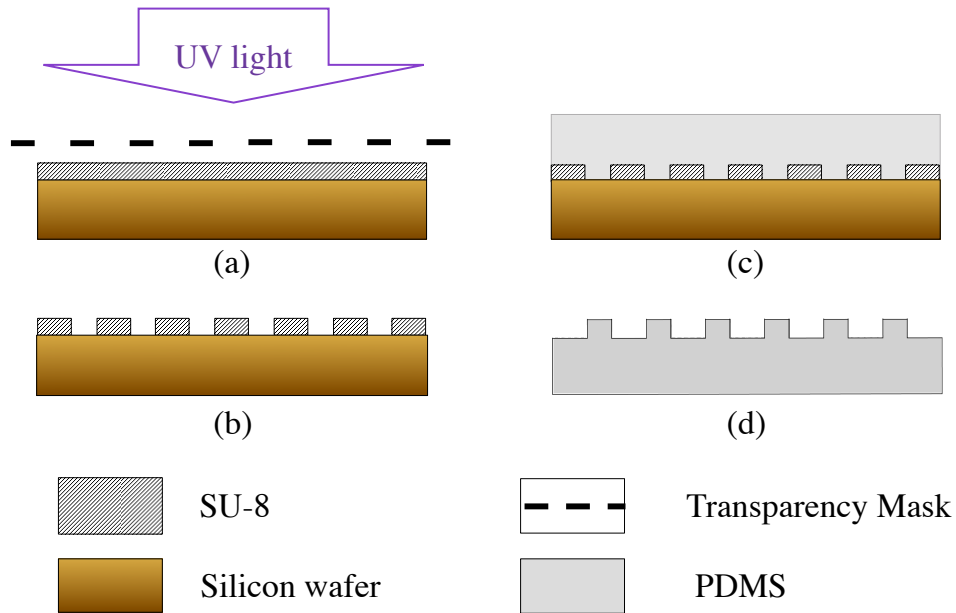 UV light
(a)
(c)
(b)
(d)
SU-8
Transparency Mask
Silicon wafer
PDMS